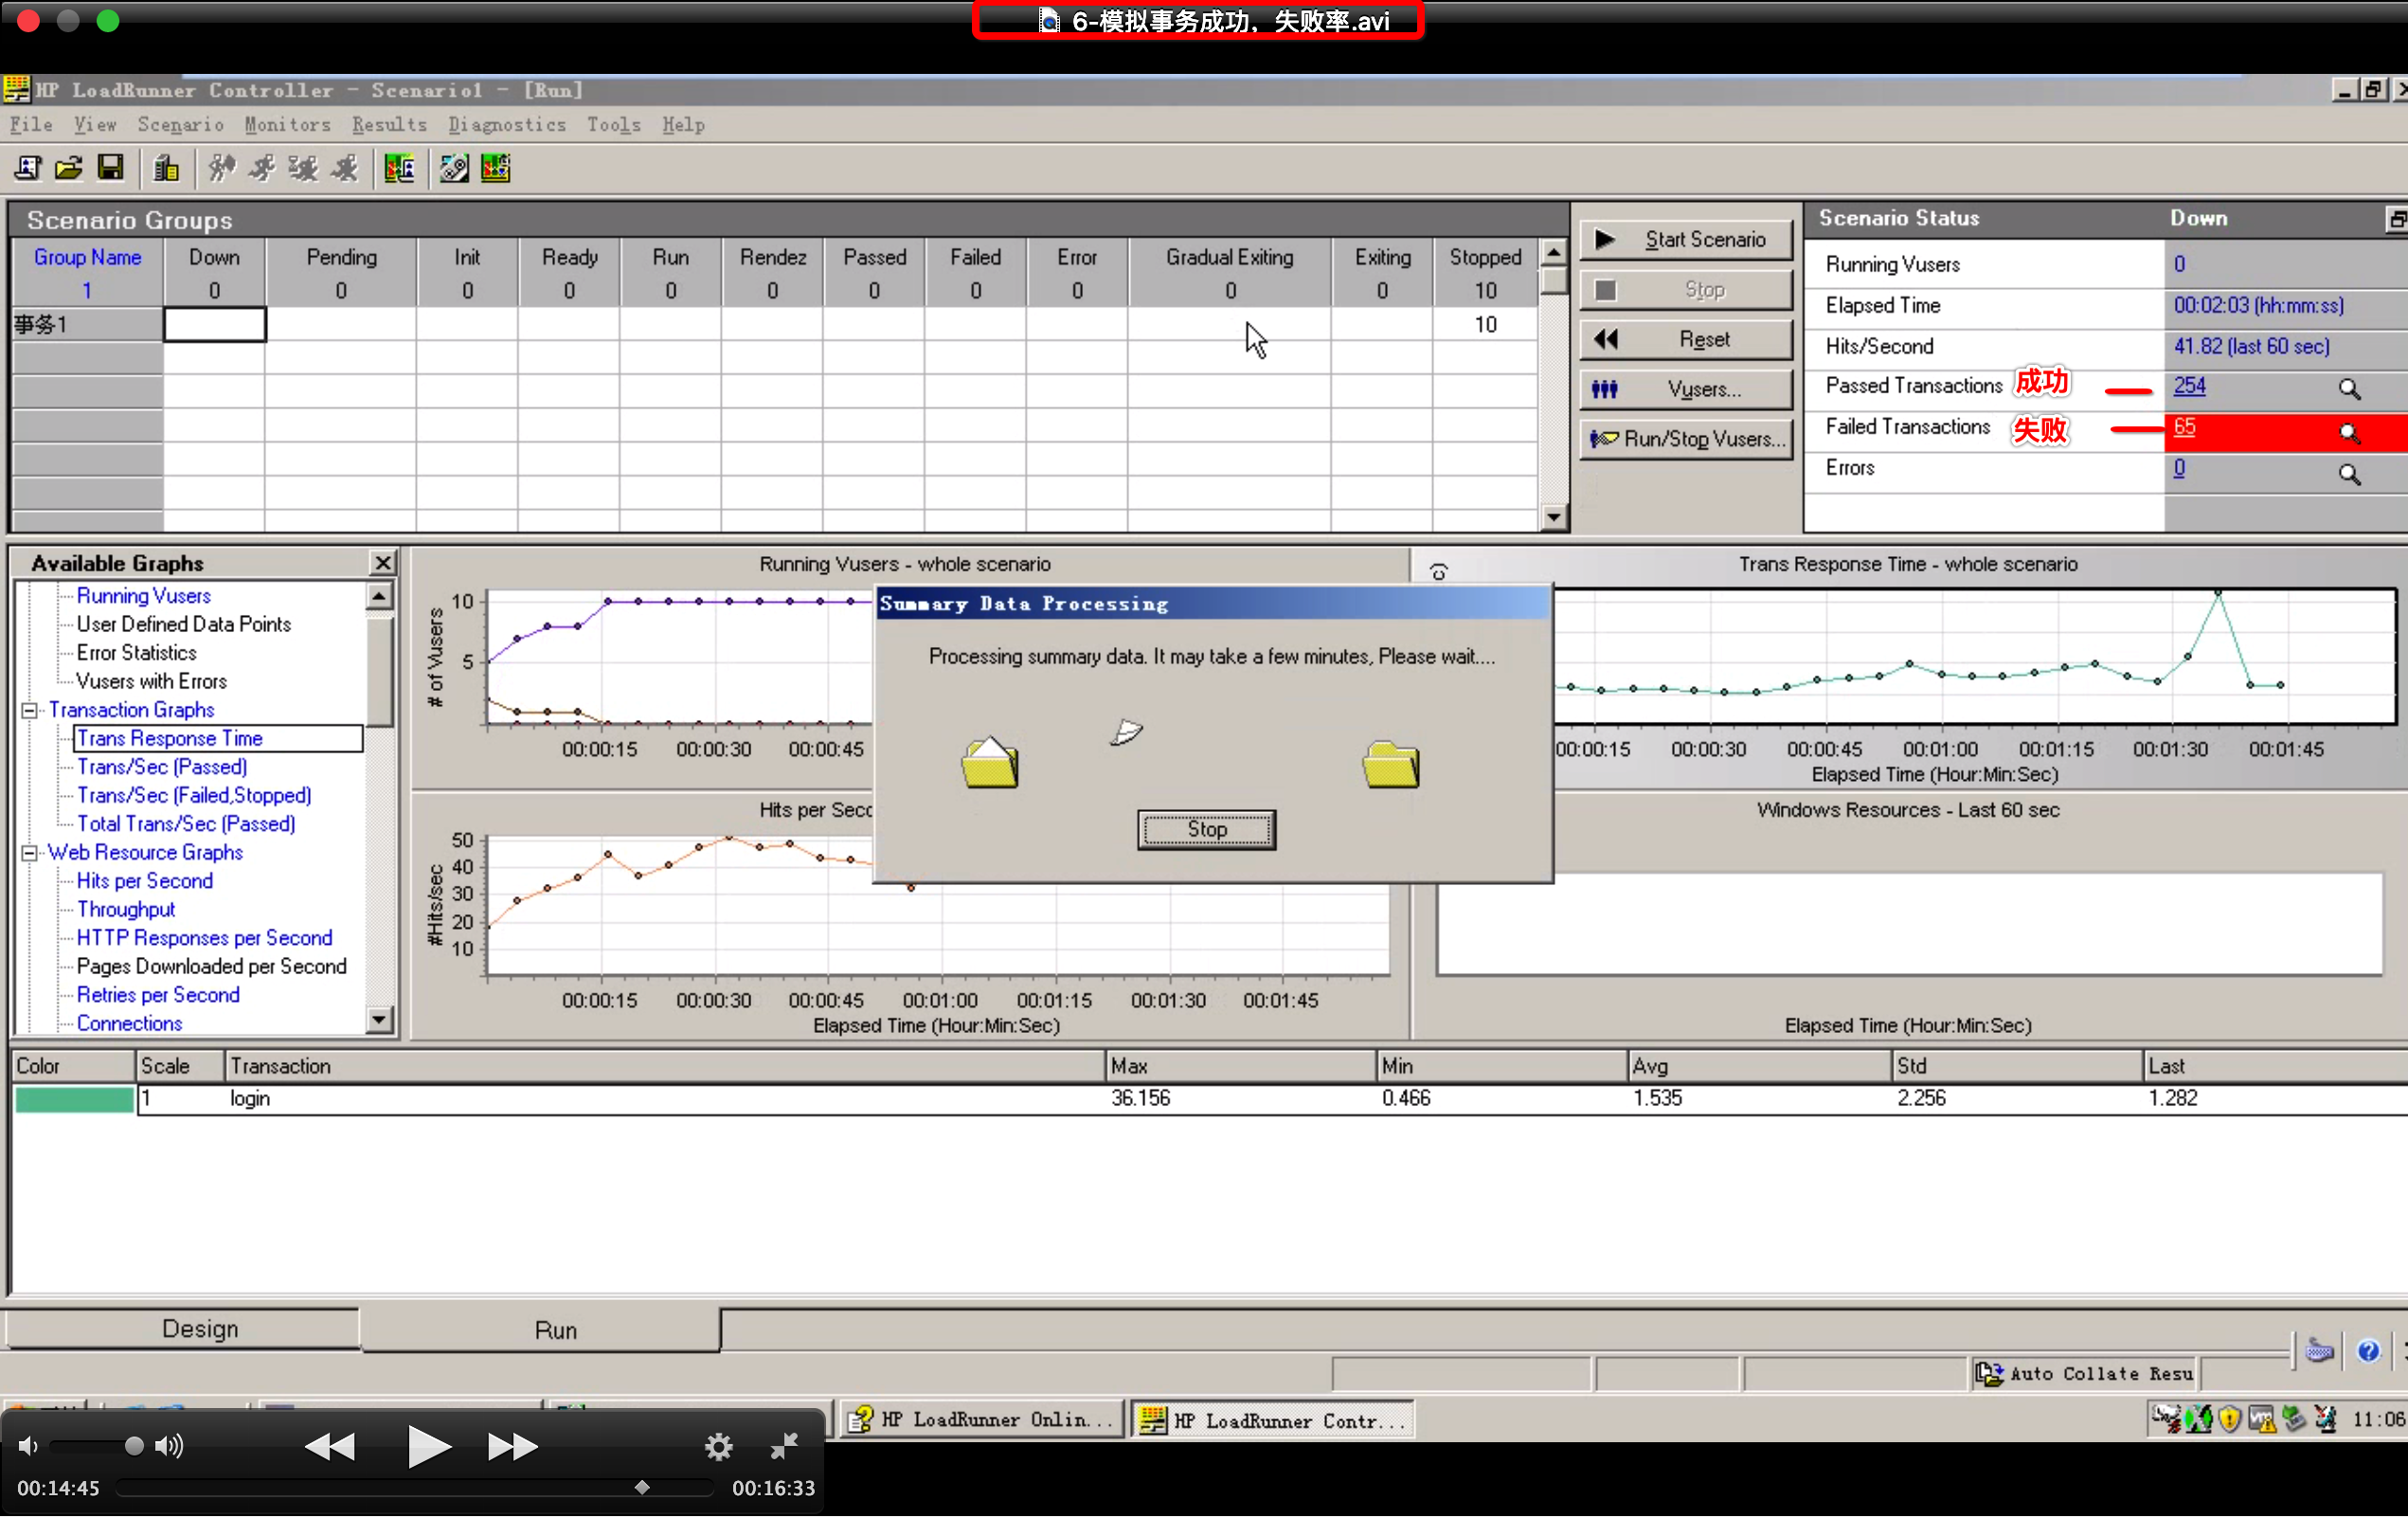 6-模拟事务成功，失败率.avi
HP LoadRunner Controller - Scenario1 - [Run]
File View Scenario Monitors Results Diagnostics Tools Help
Scenario Groups
Group Name Down Pending Init Ready Run Rendez Passed Failed Error Gradual Exiting Exiting Stopped
1 0 0 0 0 0 0 0 0 0 0 0 10
事务1 10
Start Scenario
Stop
Reset
Vusers...
Run/Stop Vusers...
Scenario Status Down
Running Vusers 0
Elapsed Time 00:02:03 (hh:mm:ss)
Hits/Second 41.82 (last 60 sec)
Passed Transactions 成功 254
Failed Transactions 失败 65
Errors 0
Available Graphs
Running Vusers
User Defined Data Points
Error Statistics
Vusers with Errors
Transaction Graphs
Trans Response Time
Trans/Sec (Passed)
Trans/Sec (Failed,Stopped)
Total Trans/Sec (Passed)
Web Resource Graphs
Hits per Second
Throughput
HTTP Responses per Second
Pages Downloaded per Second
Retries per Second
Connections
Running Vusers - whole scenario
# of Vusers
10
5
00:00:15 00:00:30 00:00:45
Trans Response Time - whole scenario
00:00:15 00:00:30 00:00:45 00:01:00 00:01:15 00:01:30 00:01:45
Elapsed Time (Hour:Min:Sec)
Summary Data Processing
Processing summary data. It may take a few minutes, Please wait....
Stop
Hits per Sec
#Hits/sec
50
40
30
20
10
00:00:15 00:00:30 00:00:45 00:01:00 00:01:15 00:01:30 00:01:45
Elapsed Time (Hour:Min:Sec)
Windows Resources - Last 60 sec
Elapsed Time (Hour:Min:Sec)
Color Scale Transaction Max Min Avg Std Last
1 login 36.156 0.466 1.535 2.256 1.282
Design Run
Auto Collate Resu
HP LoadRunner Onlin... HP LoadRunner Contr... 11:06
00:14:45 00:16:33